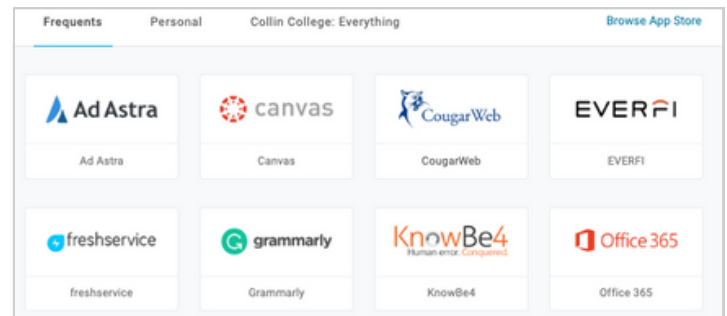 Frequents Personal Collin College: Everything Browse App Store
Ad Astra canvas CougarWeb EVERFI
Ad Astra Canvas CougarWeb EVERFI
freshservice grammarly KnowBe4 Office 365
Human error. Conquered.
freshservice Grammarly KnowBe4 Office 365